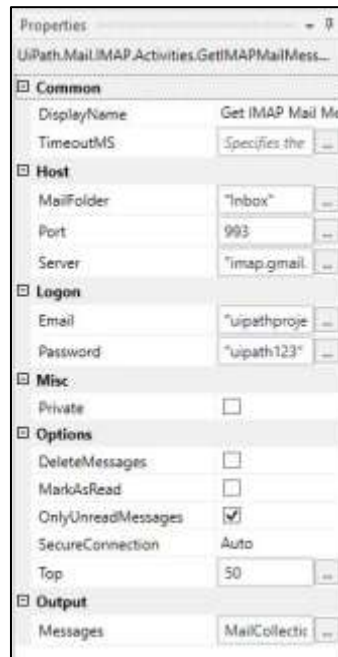 Properties
UiPath.Mail.IMAP.Activities.GetIMAPMailMess...
Common
DisplayName Get IMAP Mail Me
TimeoutMS Specifies the ...
Host
MailFolder "Inbox" ...
Port 993 ...
Server "imap.gmail. ...
Logon
Email "uipathproje ...
Password "uipath123" ...
Misc
Private
Options
DeleteMessages
MarkAsRead
OnlyUnreadMessages
SecureConnection Auto
Top 50 ...
Output
Messages MailCollectic ...